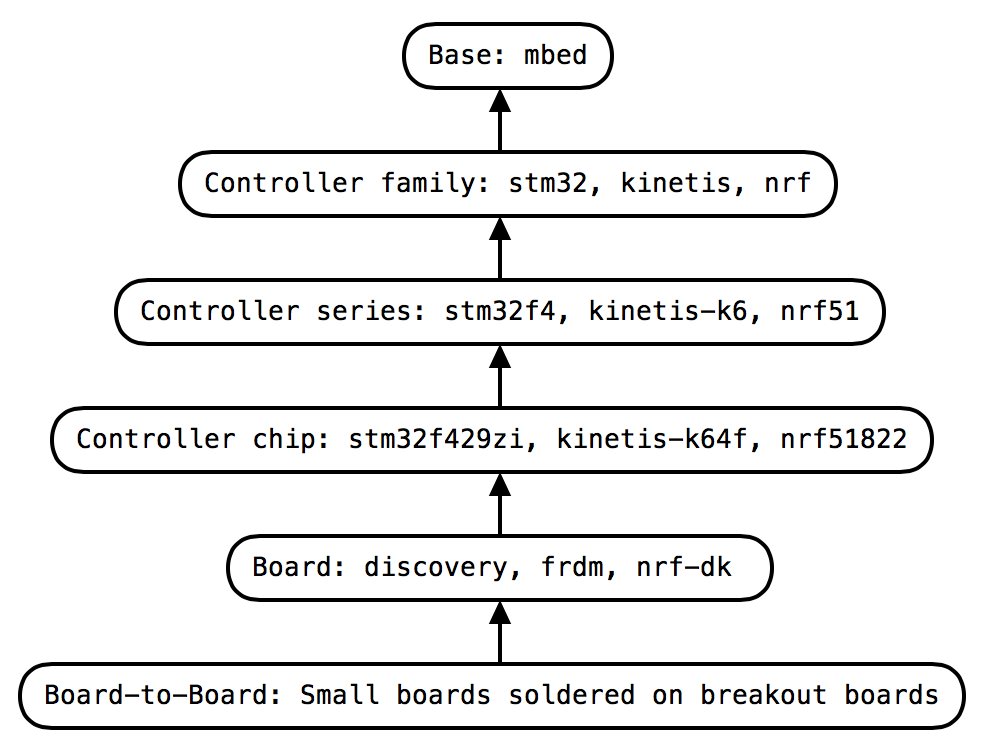 Base: mbed
Controller family: stm32, kinetis, nrf
Controller series: stm32f4, kinetis-k6, nrf51
Controller chip: stm32f429zi, kinetis-k64f, nrf51822
Board: discovery, frdm, nrf-dk
Board-to-Board: Small boards soldered on breakout boards